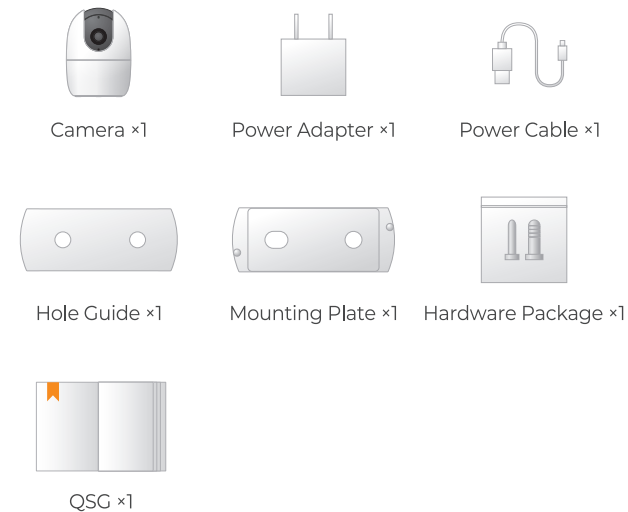 Camera ×1
Power Adapter ×1
Power Cable ×1
Hole Guide ×1
Mounting Plate ×1
Hardware Package ×1
QSG ×1